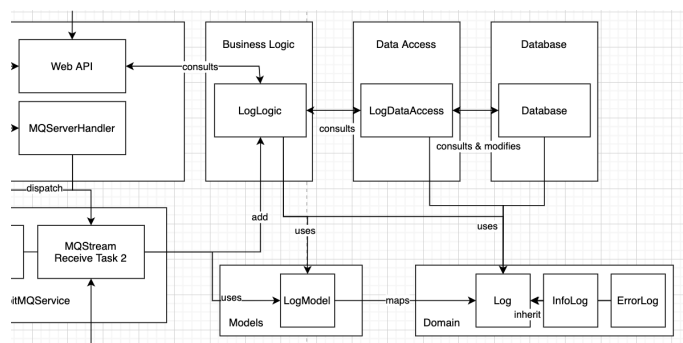 Business Logic
Data Access
Database
Web API
consults
LogLogic
LogDataAccess
Database
consults
MQServerHandler
consults & modifies
dispatch
add
uses
uses
MQStream
Receive Task 2
bitMQService
uses
LogModel
maps
Log
InfoLog
ErrorLog
inherit
Models
Domain